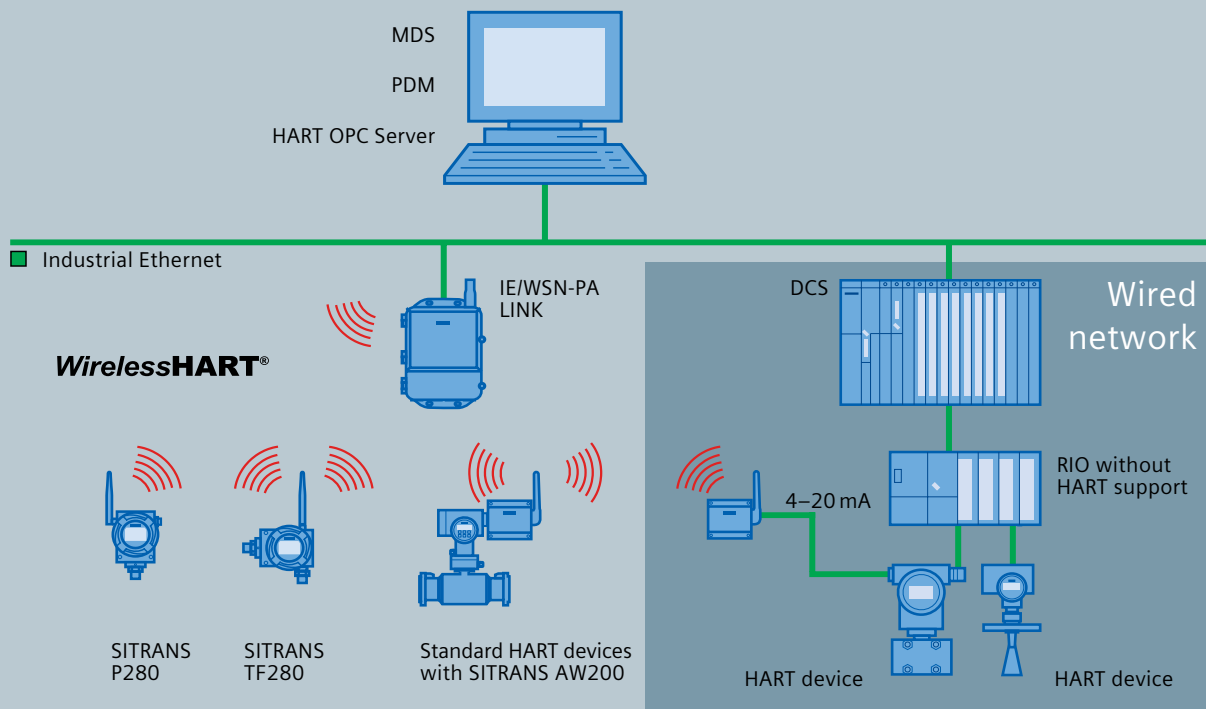 MDS
PDM
HART OPC Server
Industrial Ethernet
IE/WSN-PA
LINK
DCS
Wired
network
WirelessHART®
RIO without
HART support
4–20 mA
SITRANS
P280
SITRANS
TF280
Standard HART devices
with SITRANS AW200
HART device
HART device